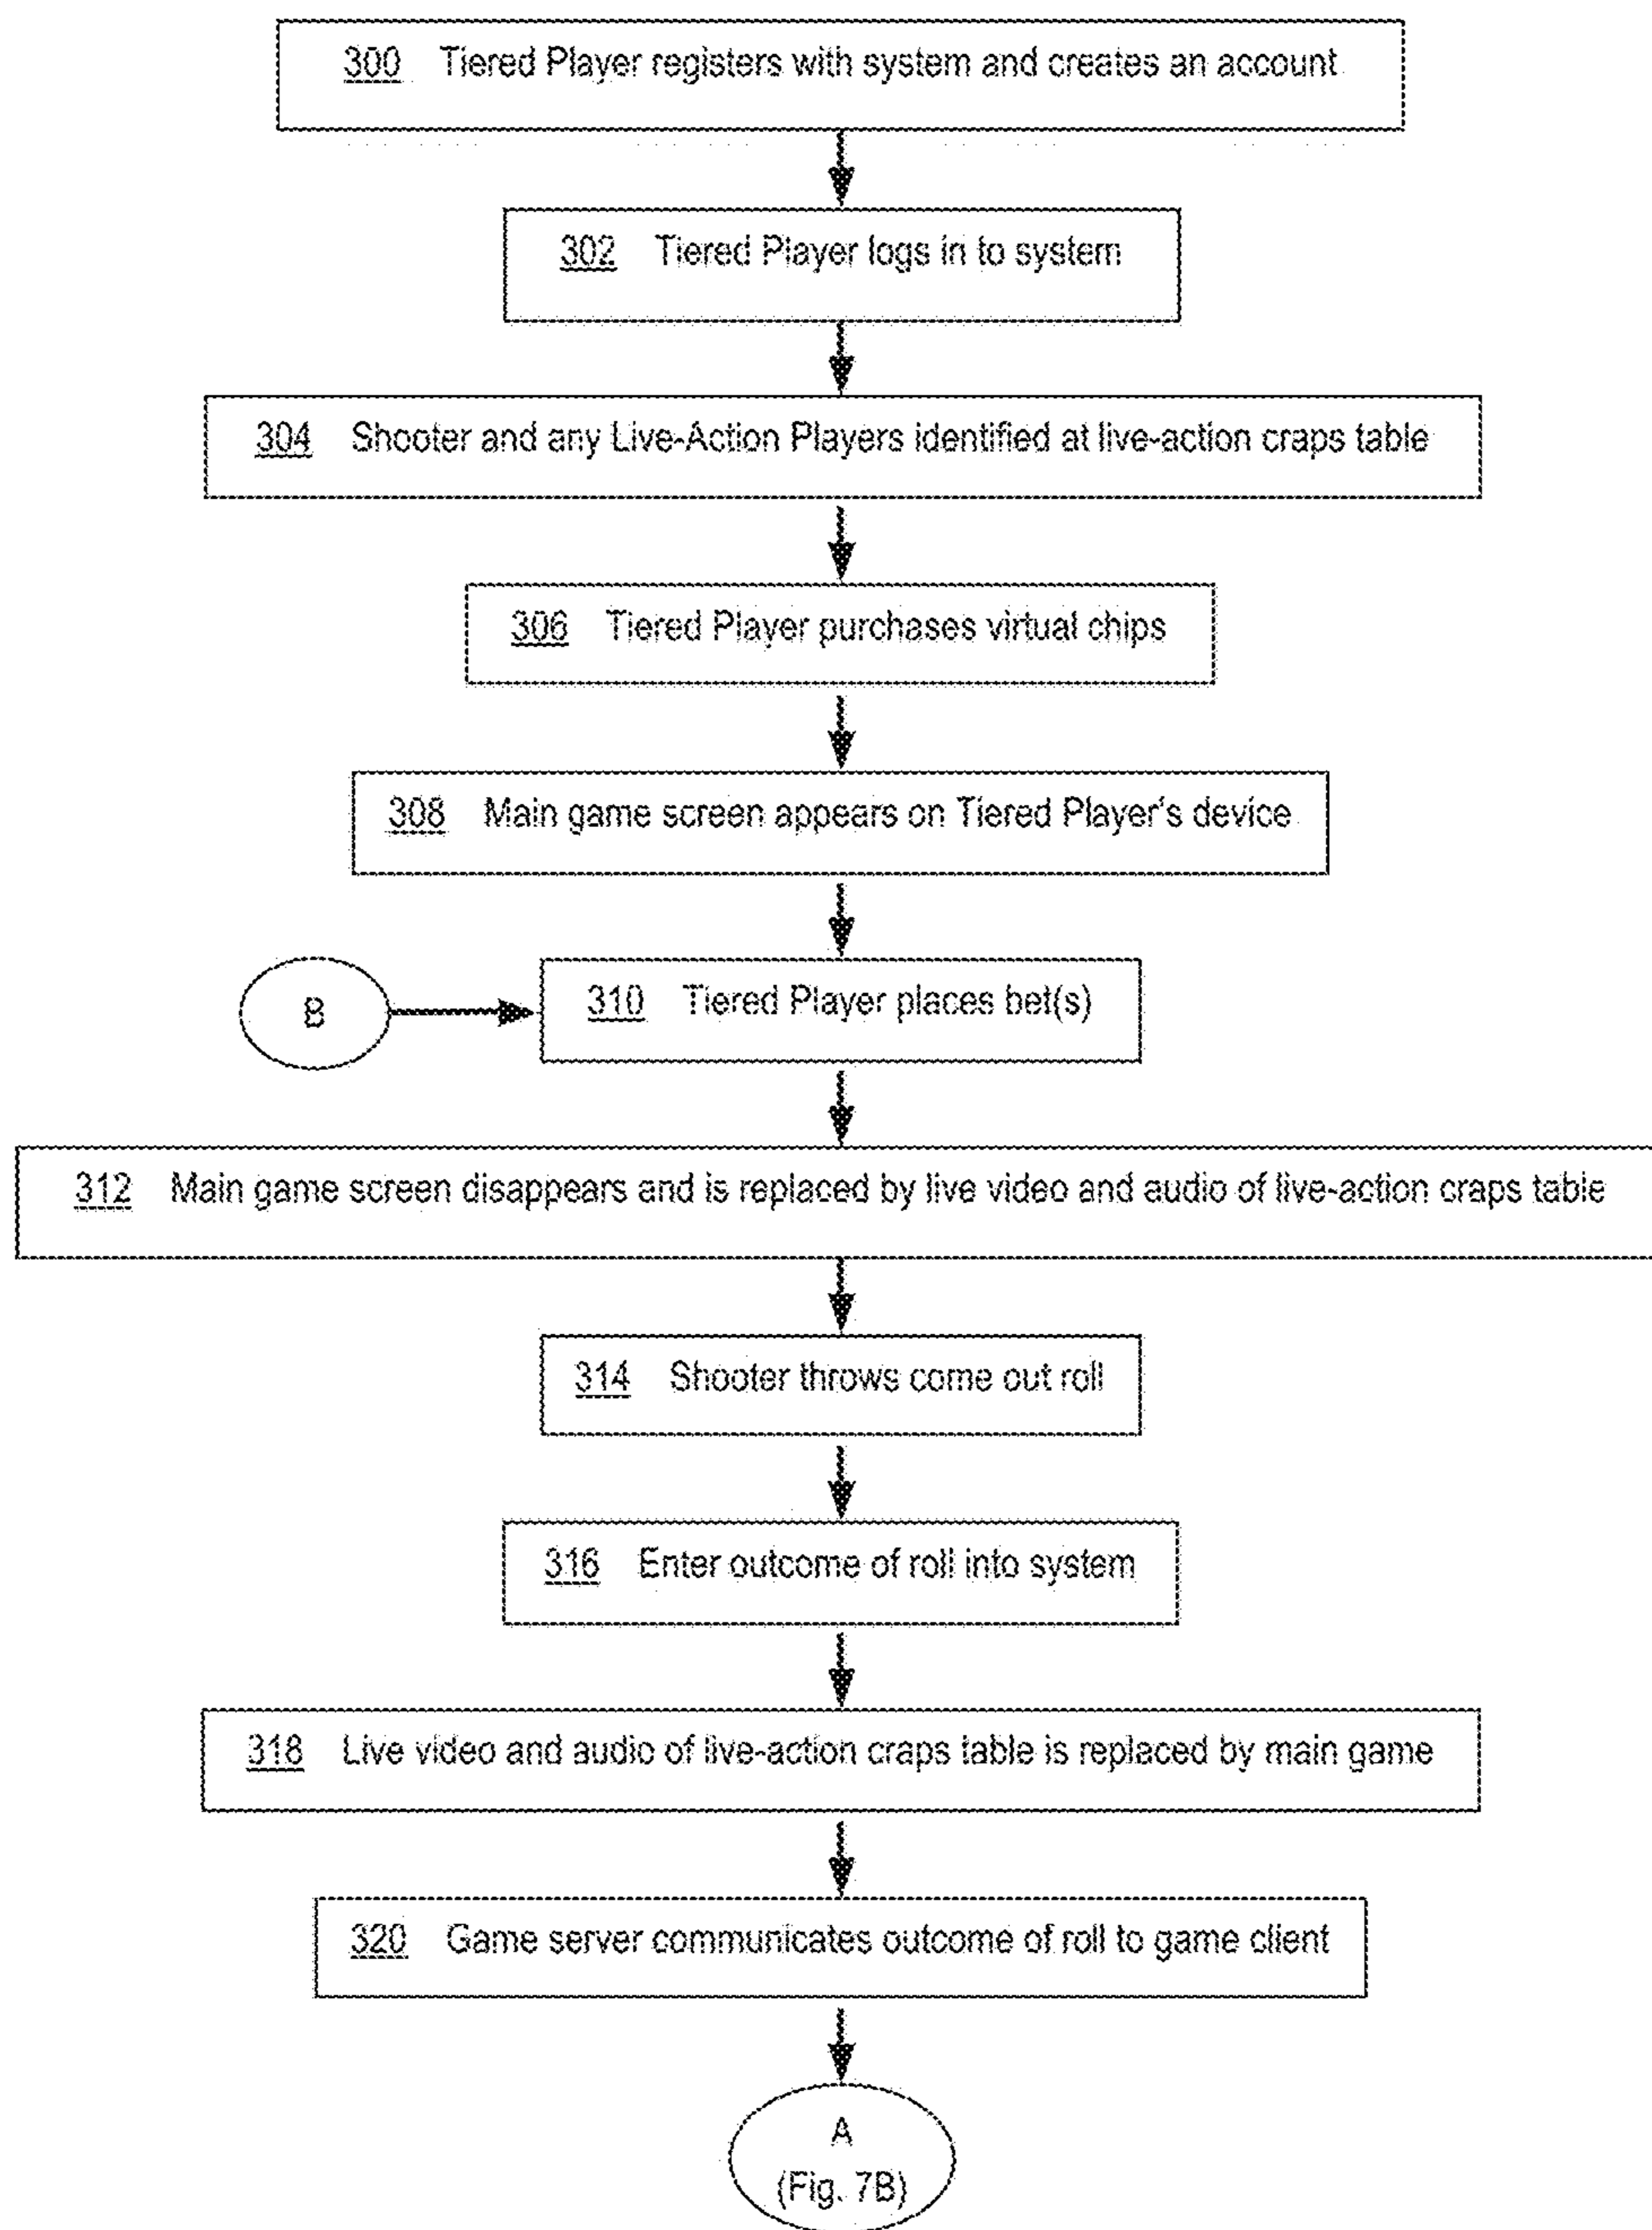 300 Tiered Player registers with system and creates an account
302 Tiered Player logs in to system
304 Shooter and any Live-Action Players identified at live-action craps table
306 Tiered Player purchases virtual chips
308 Main game screen appears on Tiered Player's device
B
310 Tiered Player places bet(s)
312 Main game screen disappears and is replaced by live video and audio of live-action craps table
314 Shooter throws come out roll
316 Enter outcome of roll into system
318 Live video and audio of live-action craps table is replaced by main game
320 Game server communicates outcome of roll to game client
A
(Fig. 7B)